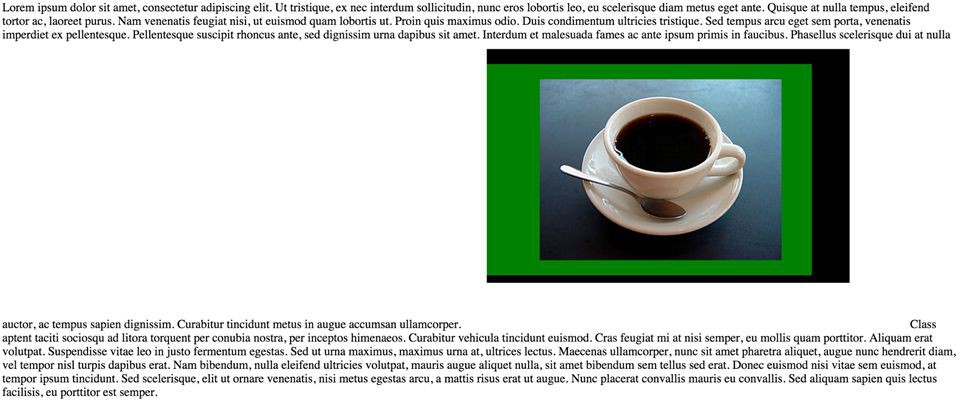 Lorem ipsum dolor sit amet, consectetur adipiscing elit. Ut tristique, ex nec interdum sollicitudin, nunc eros lobortis leo, eu scelerisque diam metus eget ante. Quisque at nulla tempus, eleifend
tortor ac, laoreet purus. Nam venenatis feugiat nisi, ut euismod quam lobortis ut. Proin quis maximus odio. Duis condimentum ultricies tristique. Sed tempus arcu eget sem porta, venenatis
imperdiet ex pellentesque. Pellentesque suscipit rhoncus ante, sed dignissim urna dapibus sit amet. Interdum et malesuada fames ac ante ipsum primis in faucibus. Phasellus scelerisque dui at nulla
auctor, ac tempus sapien dignissim. Curabitur tincidunt metus in augue accumsan ullamcorper. Class
aptent taciti sociosqu ad litora torquent per conubia nostra, per inceptos himenaeos. Curabitur vehicula tincidunt euismod. Cras feugiat mi at nisi semper, eu mollis quam porttitor. Aliquam erat
volutpat. Suspendisse vitae leo in justo fermentum egestas. Sed ut urna maximus, maximus urna at, ultrices lectus. Maecenas ullamcorper, nunc sit amet pharetra aliquet, augue nunc hendrerit diam,
vel tempor nisl turpis dapibus erat. Nam bibendum, nulla eleifend ultricies volutpat, mauris augue aliquet nulla, sit amet bibendum sem tellus sed erat. Donec euismod nisi vitae sem euismod, at
tempor ipsum tincidunt. Sed scelerisque, elit ut ornare venenatis, nisi metus egestas arcu, a mattis risus erat ut augue. Nunc placerat convallis mauris eu convallis. Sed aliquam sapien quis lectus
facilisis, eu porttitor est semper.